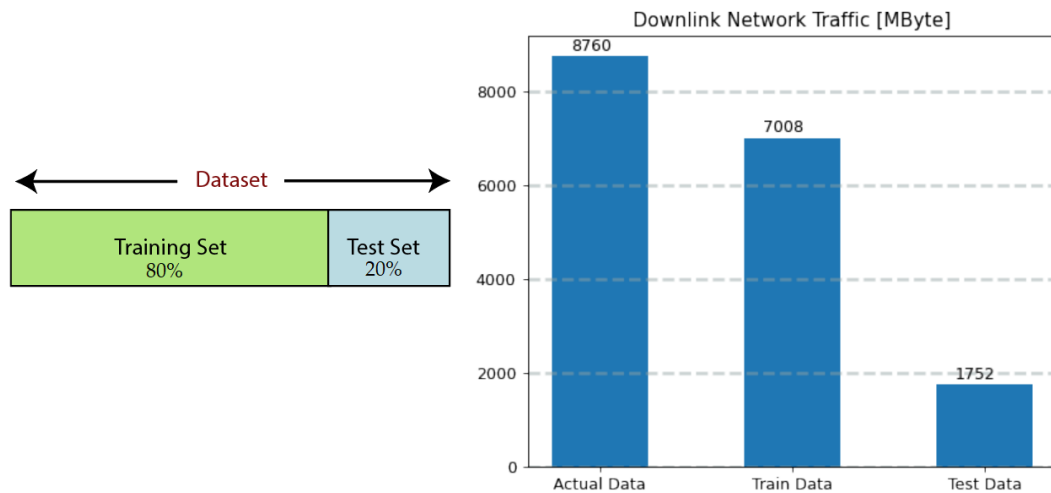 Dataset
Training Set
80%
Test Set
20%
Downlink Network Traffic [MByte]
8760
7008
1752
8000
6000
4000
2000
0
Actual Data
Train Data
Test Data